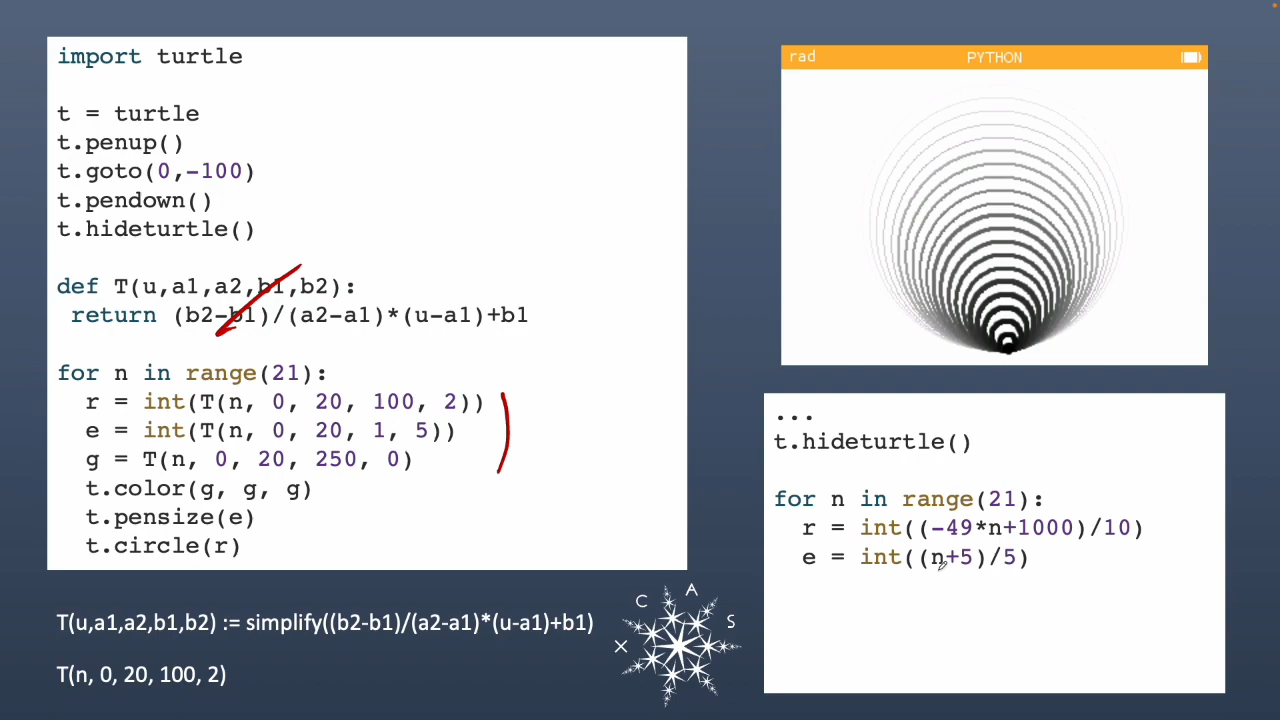 import turtle
t = turtle
t.penup()
t.goto(0,-100)
t.pendown()
t.hideturtle()
def T(u,a1,a2,b1,b2):
 return (b2-b1)/(a2-a1)*(u-a1)+b1
for n in range(21):
  r = int(T(n, 0, 20, 100, 2))
  e = int(T(n, 0, 20, 1, 5))
  g = T(n, 0, 20, 250, 0)
  t.color(g, g, g)
  t.pensize(e)
  t.circle(r)
T(u,a1,a2,b1,b2) := simplify((b2-b1)/(a2-a1)*(u-a1)+b1)
T(n, 0, 20, 100, 2)
X C A S
rad PYTHON
...
t.hideturtle()
for n in range(21):
  r = int((-49*n+1000)/10)
  e = int((n+5)/5)